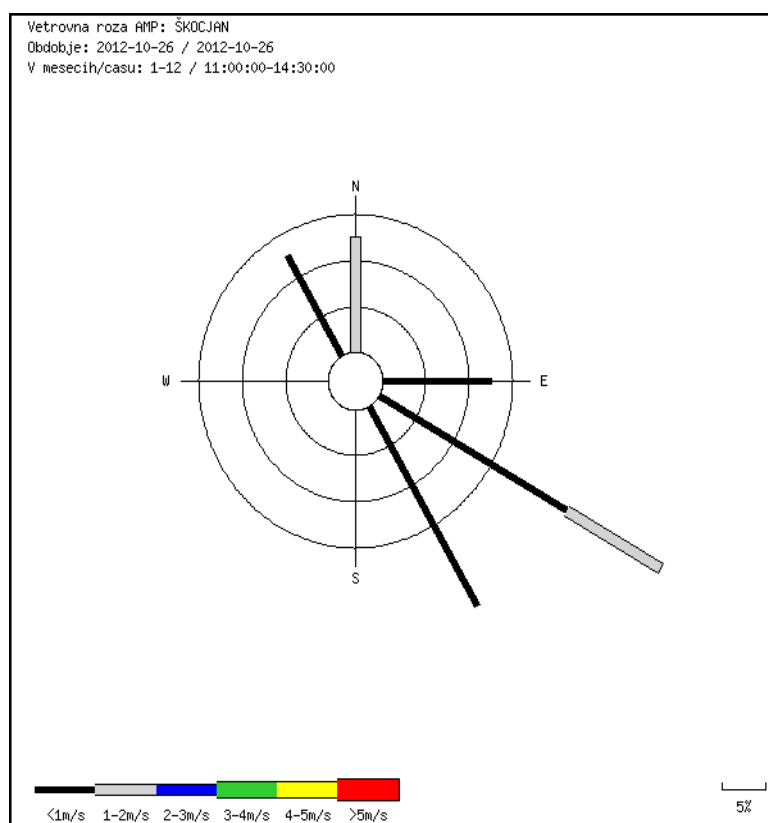 Vetrovna roza AMP: ŠKOCJAN
Obdobje: 2012-10-26 / 2012-10-26
V mesecih/casu: 1-12 / 11:00:00-14:30:00
N
W
E
S
<1m/s 1-2m/s 2-3m/s 3-4m/s 4-5m/s >5m/s
5%